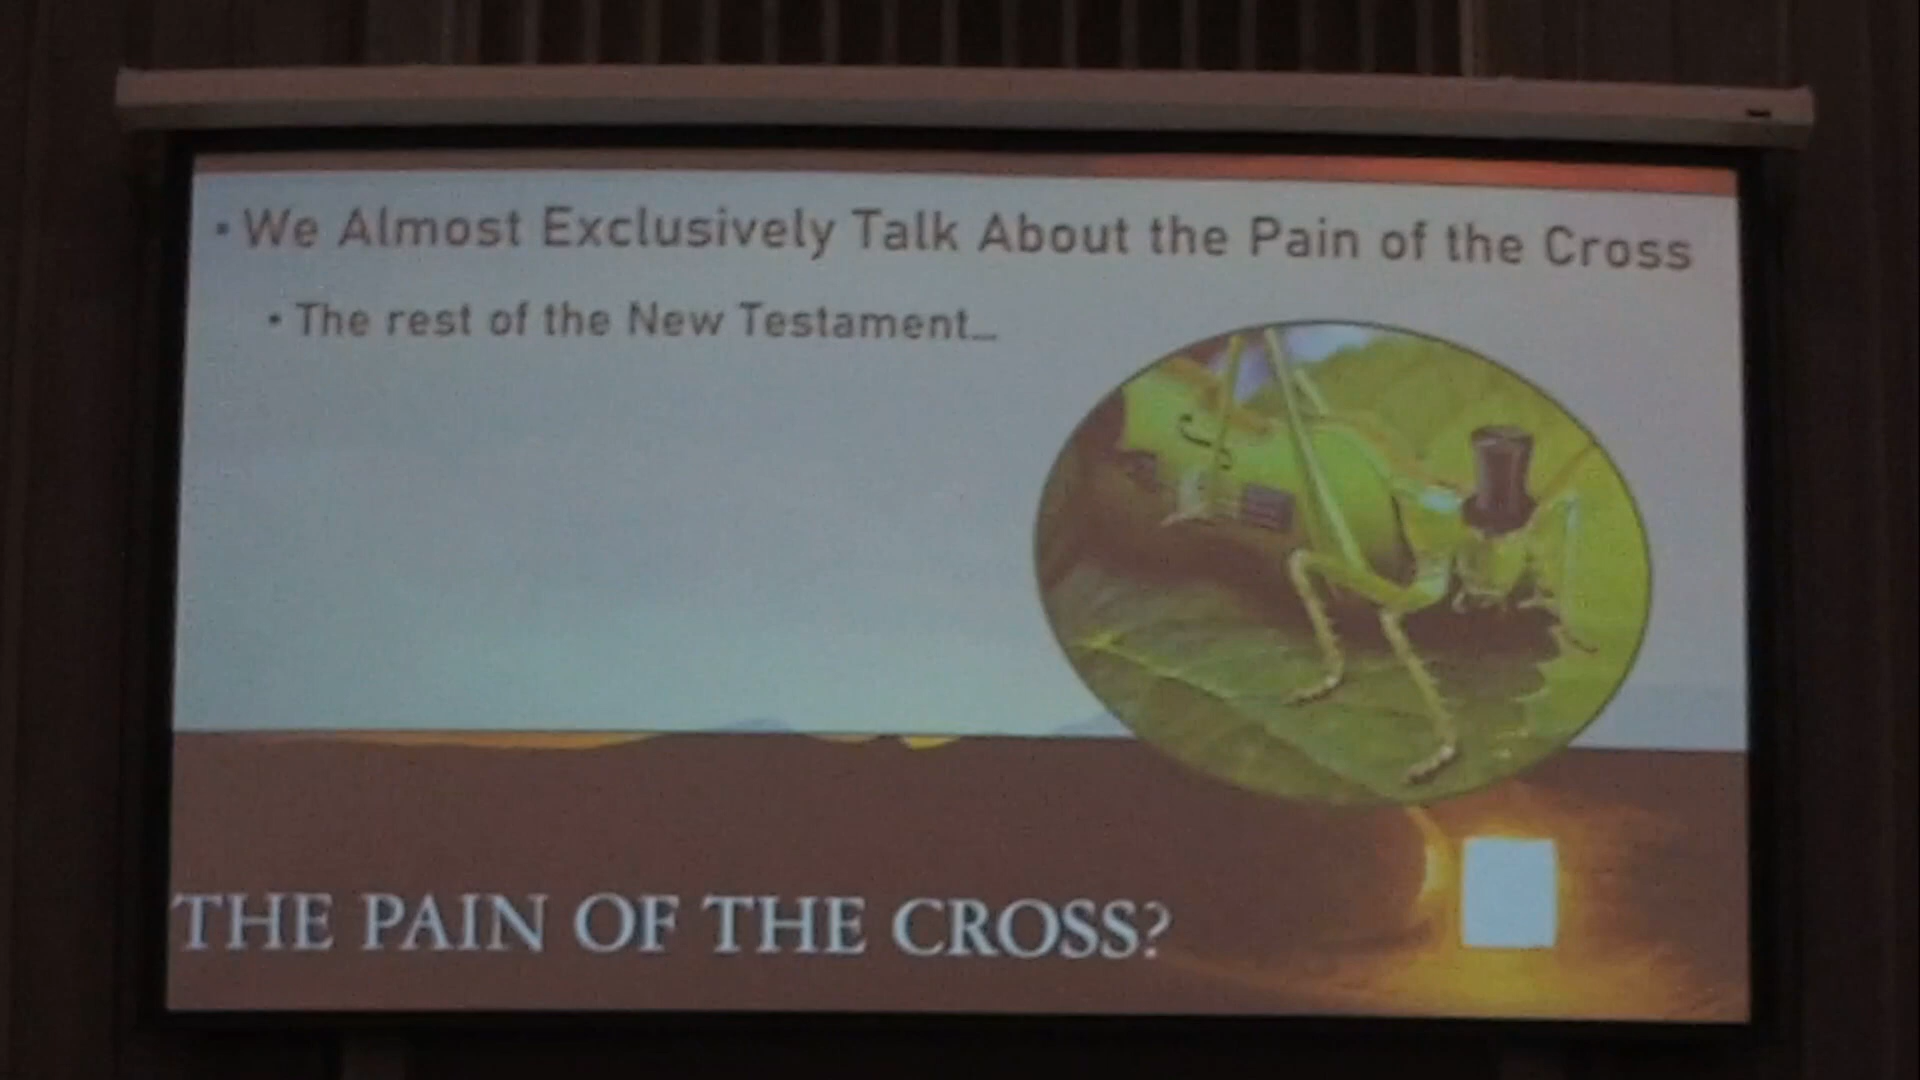 • We Almost Exclusively Talk About the Pain of the Cross
• The rest of the New Testament...
THE PAIN OF THE CROSS?